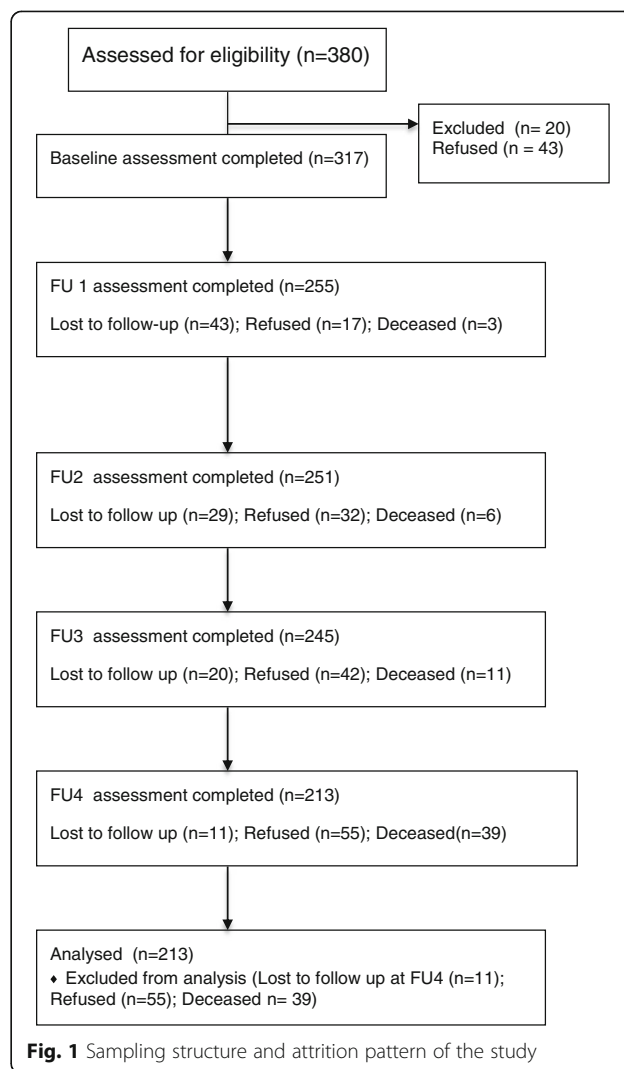 Assessed for eligibility (n=380)
Excluded (n= 20)
Refused (n = 43)
Baseline assessment completed (n=317)
FU 1 assessment completed (n=255)
Lost to follow-up (n=43); Refused (n=17); Deceased (n=3)
FU2 assessment completed (n=251)
Lost to follow up (n=29); Refused (n=32); Deceased (n=6)
FU3 assessment completed (n=245)
Lost to follow up (n=20); Refused (n=42); Deceased (n=11)
FU4 assessment completed (n=213)
Lost to follow up (n=11); Refused (n=55); Deceased(n=39)
Analysed (n=213)
♦ Excluded from analysis (Lost to follow up at FU4 (n=11);
Refused (n=55); Deceased n= 39)
Fig. 1 Sampling structure and attrition pattern of the study